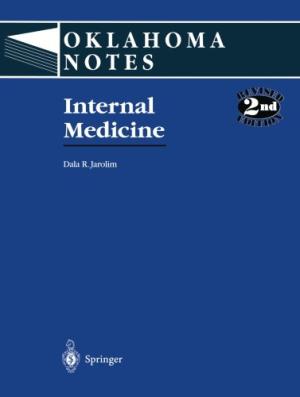 OKLAHOMA
NOTES
Internal
Medicine
REVISED
2nd
EDITION
Dala R. Jarolim
Springer